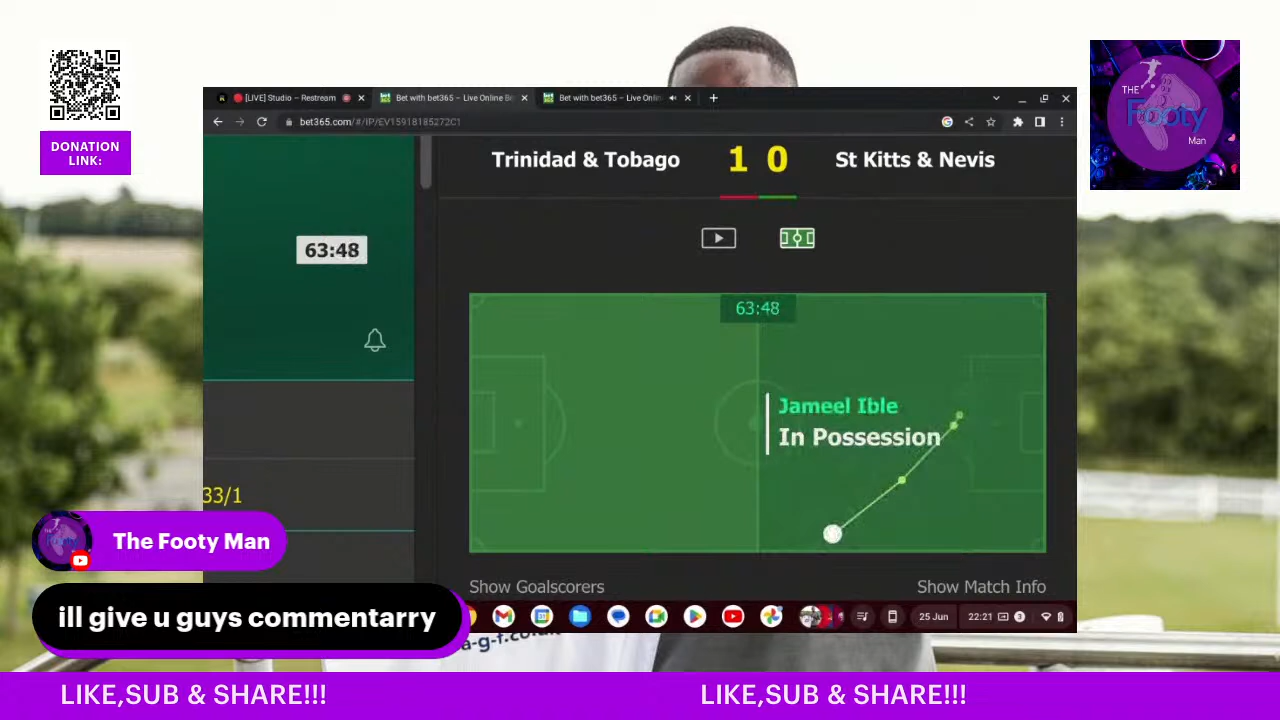 DONATION
LINK:
[LIVE] Studio – Restream
Bet with bet365 – Live Online Be
Bet with bet365 – Live Onlin
bet365.com/#/IP/EV15918185272C1
THE
Footy
Man
Trinidad & Tobago
1 0
St Kitts & Nevis
63:48
63:48
Jameel Ible
In Possession
33/1
Show Goalscorers
Show Match Info
The Footy Man
ill give u guys commentarry
25 Jun
22:21
LIKE,SUB & SHARE!!!
LIKE,SUB & SHARE!!!